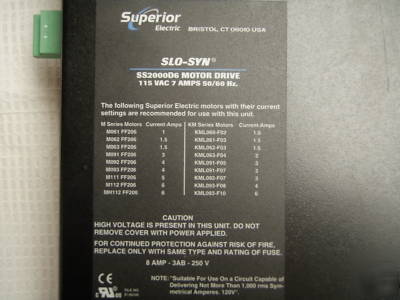 Superior
Electric BRISTOL, CT 06010 USA
SLO-SYN®
SS2000D6 MOTOR DRIVE
115 VAC 7 AMPS 50/60 Hz.
The following Superior Electric motors with their current
settings are recommended for use with this unit.
M Series Motors Current-Amps KM Series Motors Current-Amps
M061 FF206 1 KML060-F02 1.5
M062 FF206 1.5 KML061-F03 1.5
M063 FF206 1.5 KML062-F03 1.5
M091 FF206 3 KML063-F04 2
M092 FF206 4 KML091-F05 3
M093 FF206 4 KML091-F07 3
M111 FF206 5 KML092-F07 3
M112 FF206 6 KML093-F08 4
MH112 FF206 6 KML093-F10 6
CAUTION
HIGH VOLTAGE IS PRESENT IN THIS UNIT. DO NOT
REMOVE COVER WITH POWER APPLIED.
FOR CONTINUED PROTECTION AGAINST RISK OF FIRE,
REPLACE ONLY WITH SAME TYPE AND RATING OF FUSE.
8 AMP - 3AB - 250 V
NOTE: "Suitable For Use On a Circuit Capable of
Delivering Not More Than 1,000 rms Sym-
metrical Amperes. 120V"